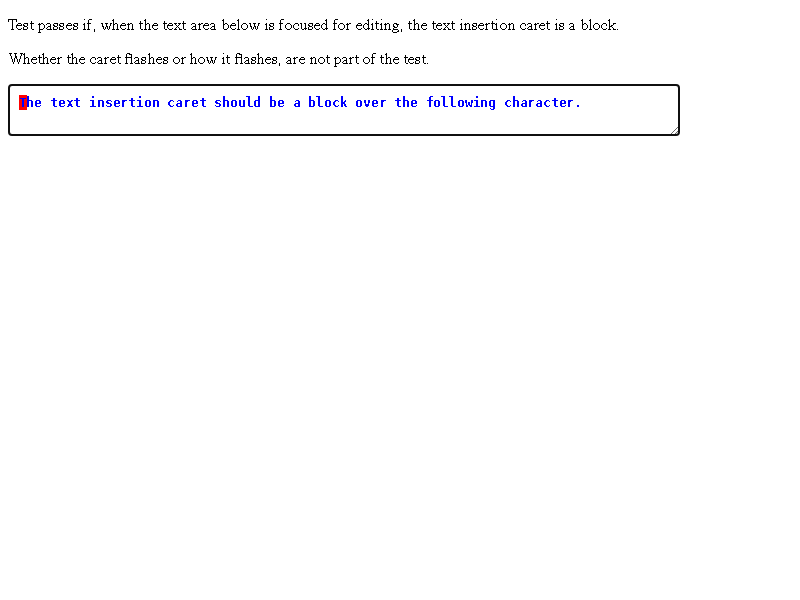 Test passes if, when the text area below is focused for editing, the text insertion caret is a block.
Whether the caret flashes or how it flashes, are not part of the test.
The text insertion caret should be a block over the following character.